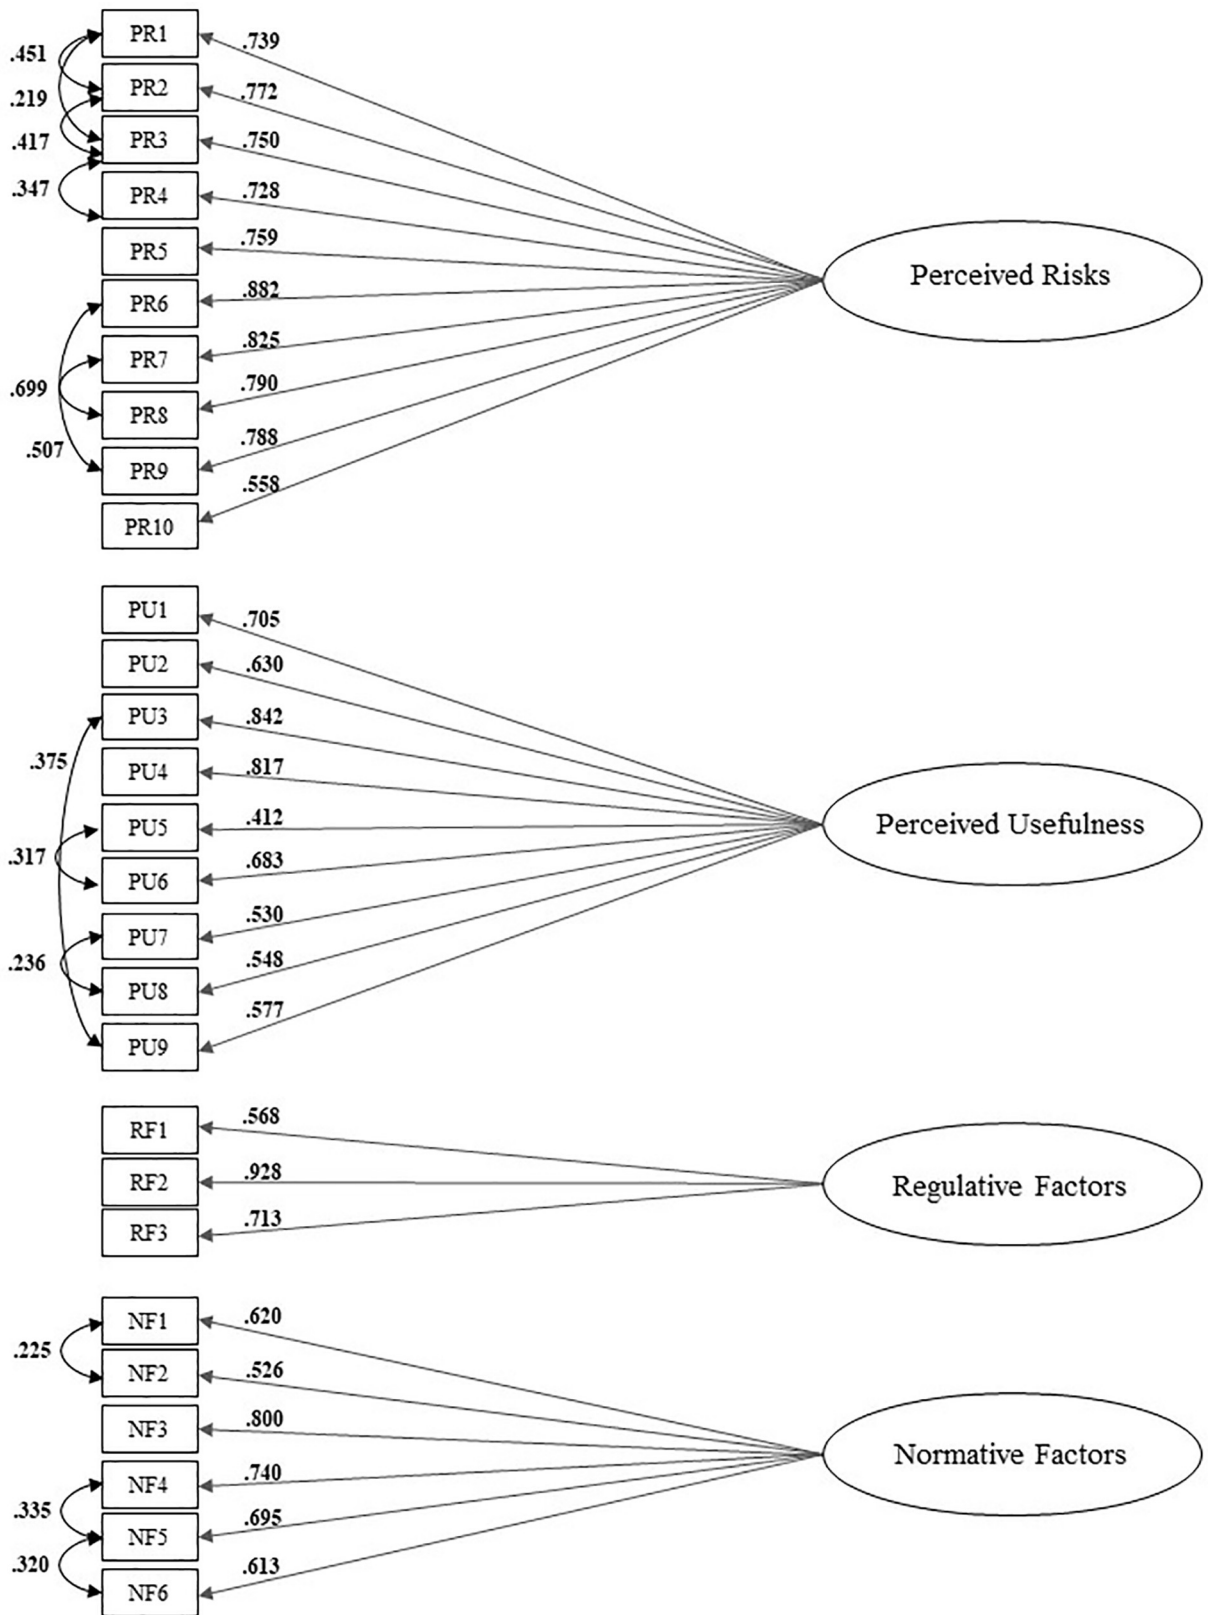 PR1
.739
.451
PR2
.772
.219
PR3
.750
.417
PR4
.728
.347
PR5
.759
PR6
.882
PR7
.825
PR8
.790
.699
PR9
.788
.507
PR10
.558
Perceived Risks
PU1
.705
PU2
.630
PU3
.842
.375
PU4
.817
PU5
.412
.317
PU6
.683
PU7
.530
.236
PU8
.548
PU9
.577
Perceived Usefulness
RF1
.568
RF2
.928
RF3
.713
Regulative Factors
NF1
.620
.225
NF2
.526
NF3
.800
NF4
.740
.335
NF5
.695
.320
NF6
.613
Normative Factors